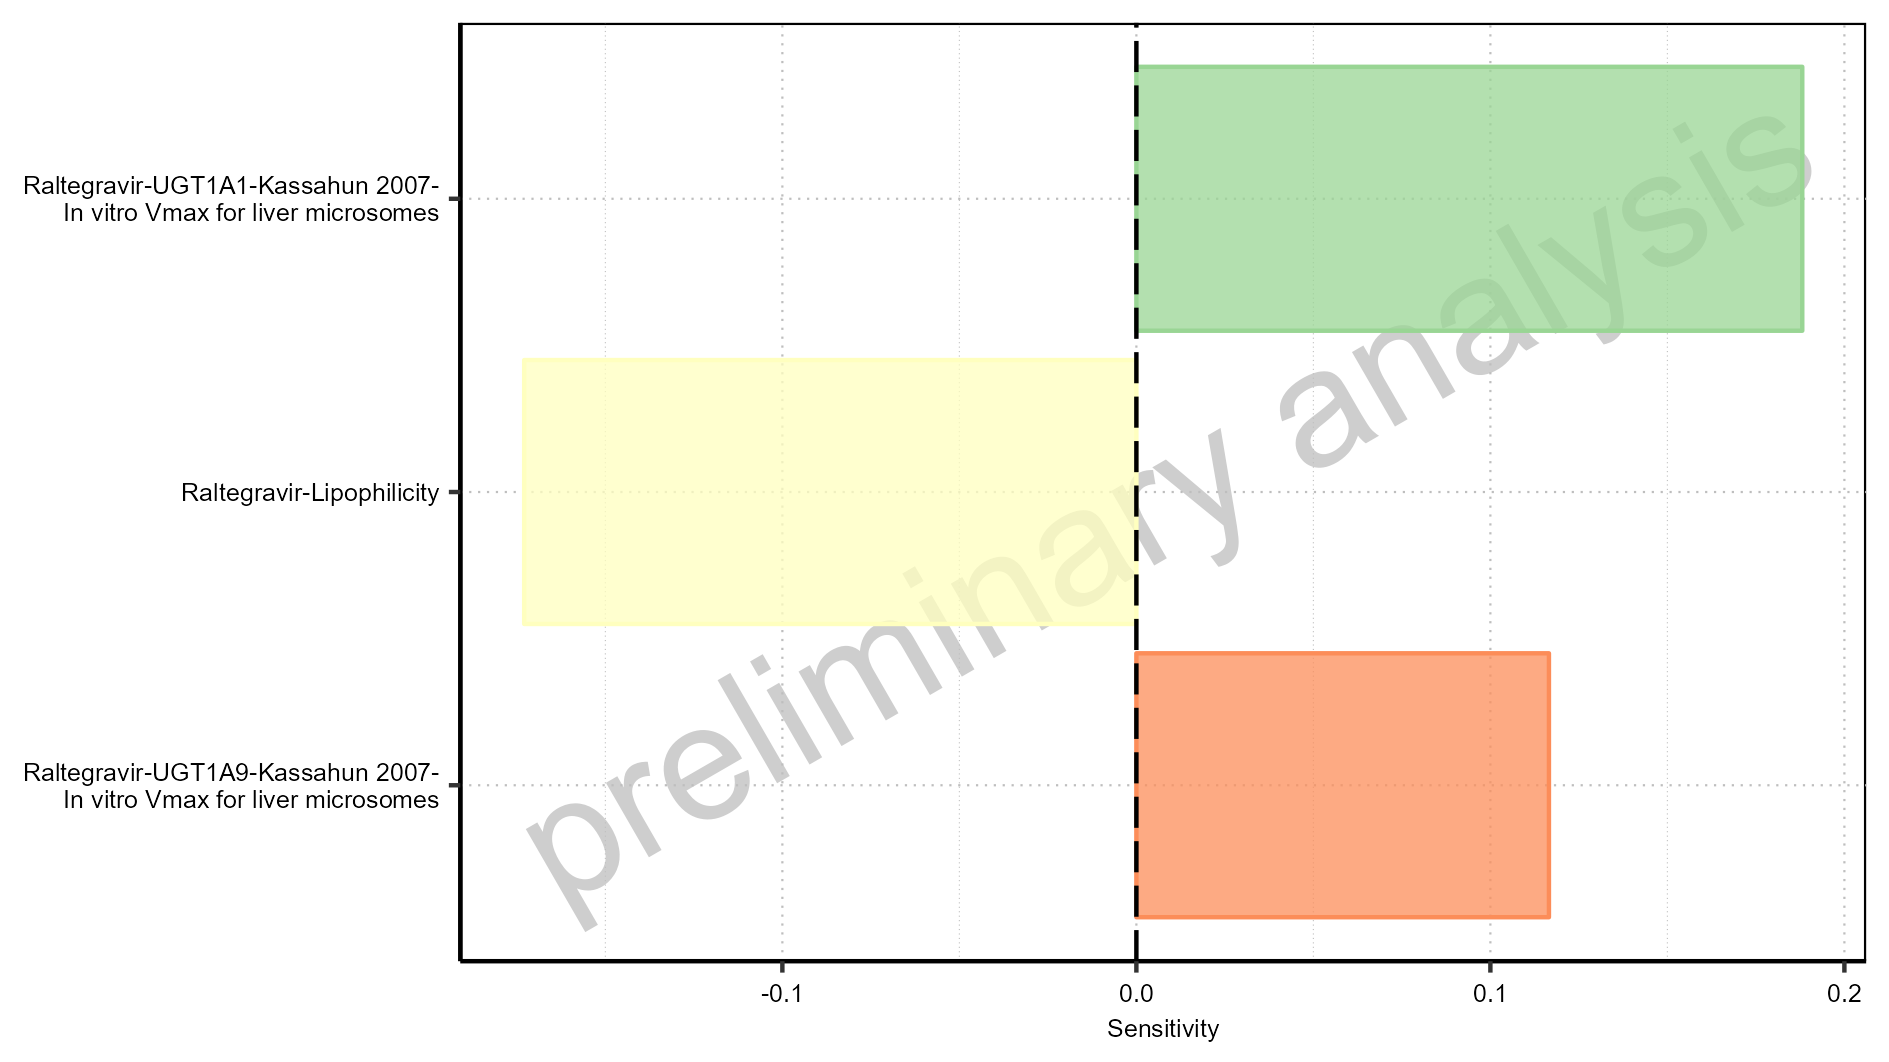 Raltegravir-UGT1A1-Kassahun 2007-
In vitro Vmax for liver microsomes
Raltegravir-Lipophilicity
Raltegravir-UGT1A9-Kassahun 2007-
In vitro Vmax for liver microsomes
preliminary analysis
-0.1
0.0
0.1
0.2
Sensitivity